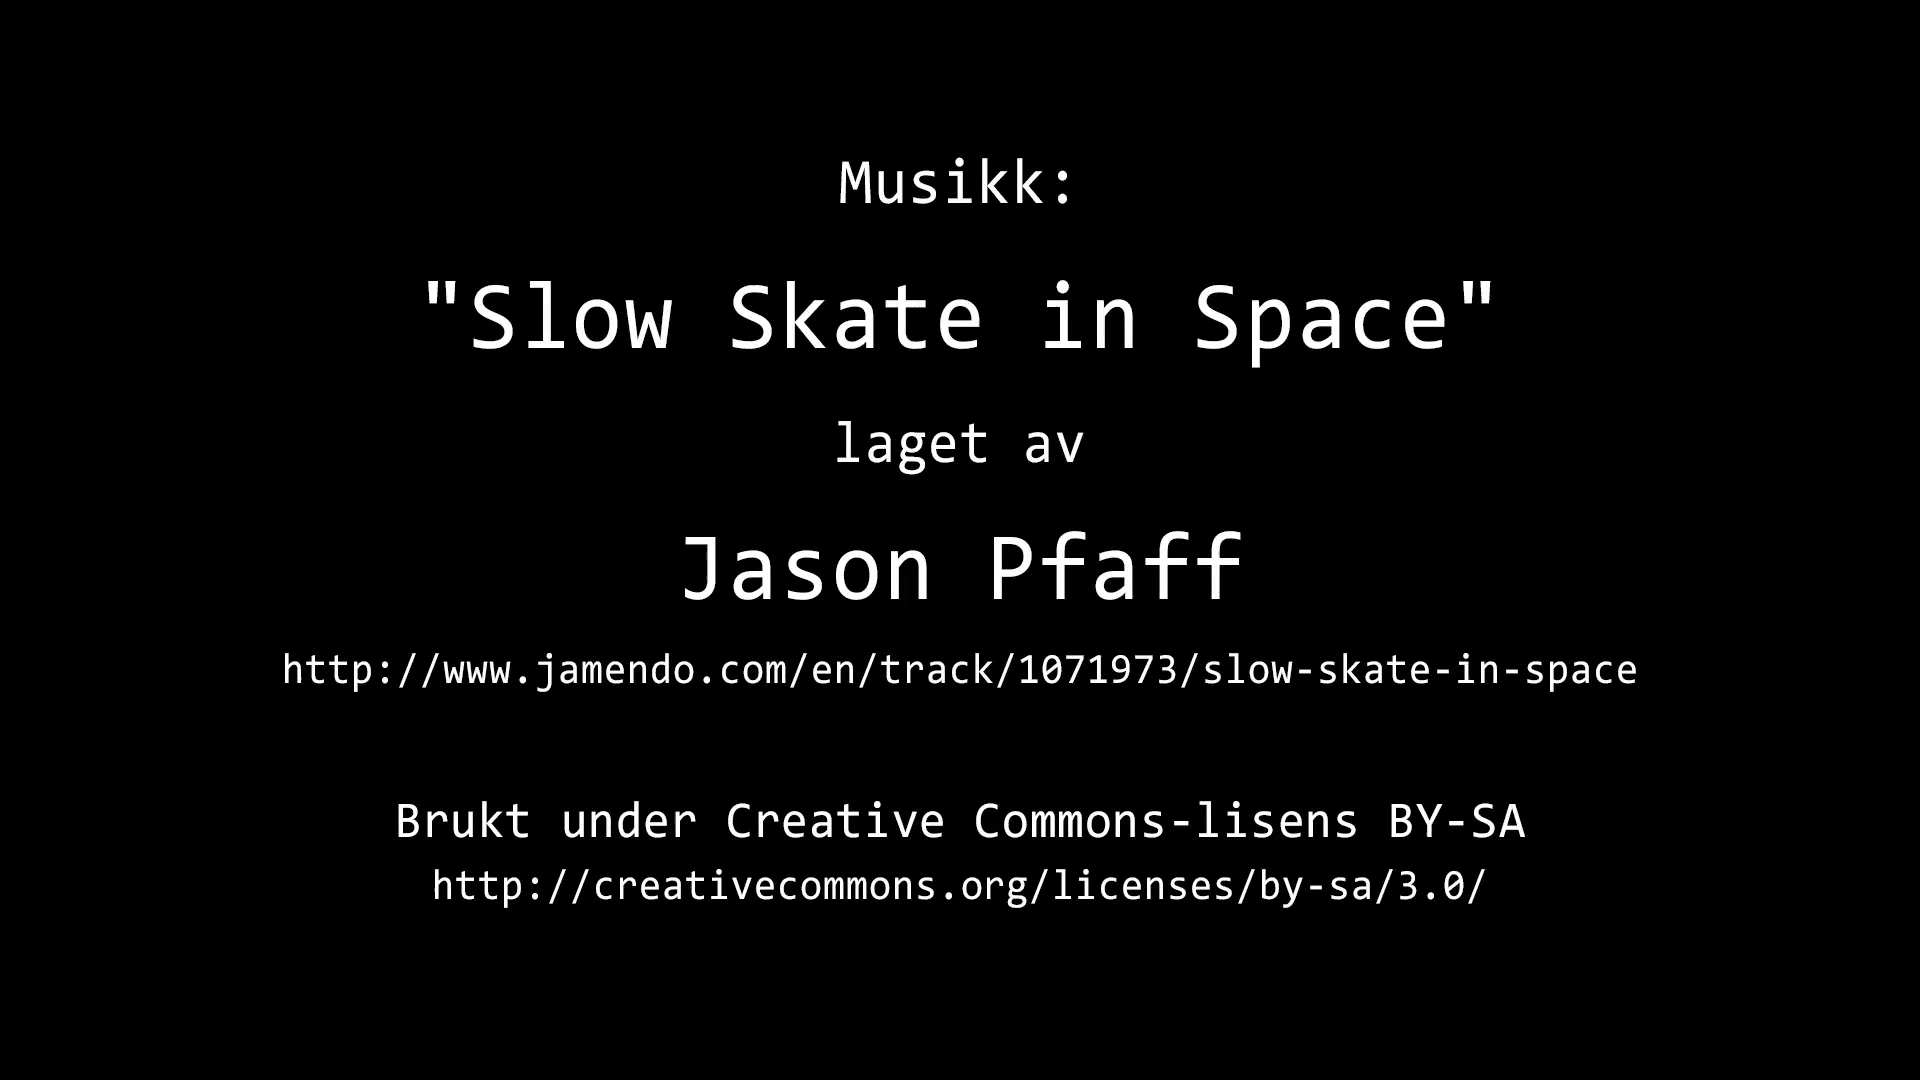 Musikk:
"Slow Skate in Space"
laget av
Jason Pfaff
http://www.jamendo.com/en/track/1071973/slow-skate-in-space
Brukt under Creative Commons-lisens BY-SA
http://creativecommons.org/licenses/by-sa/3.0/